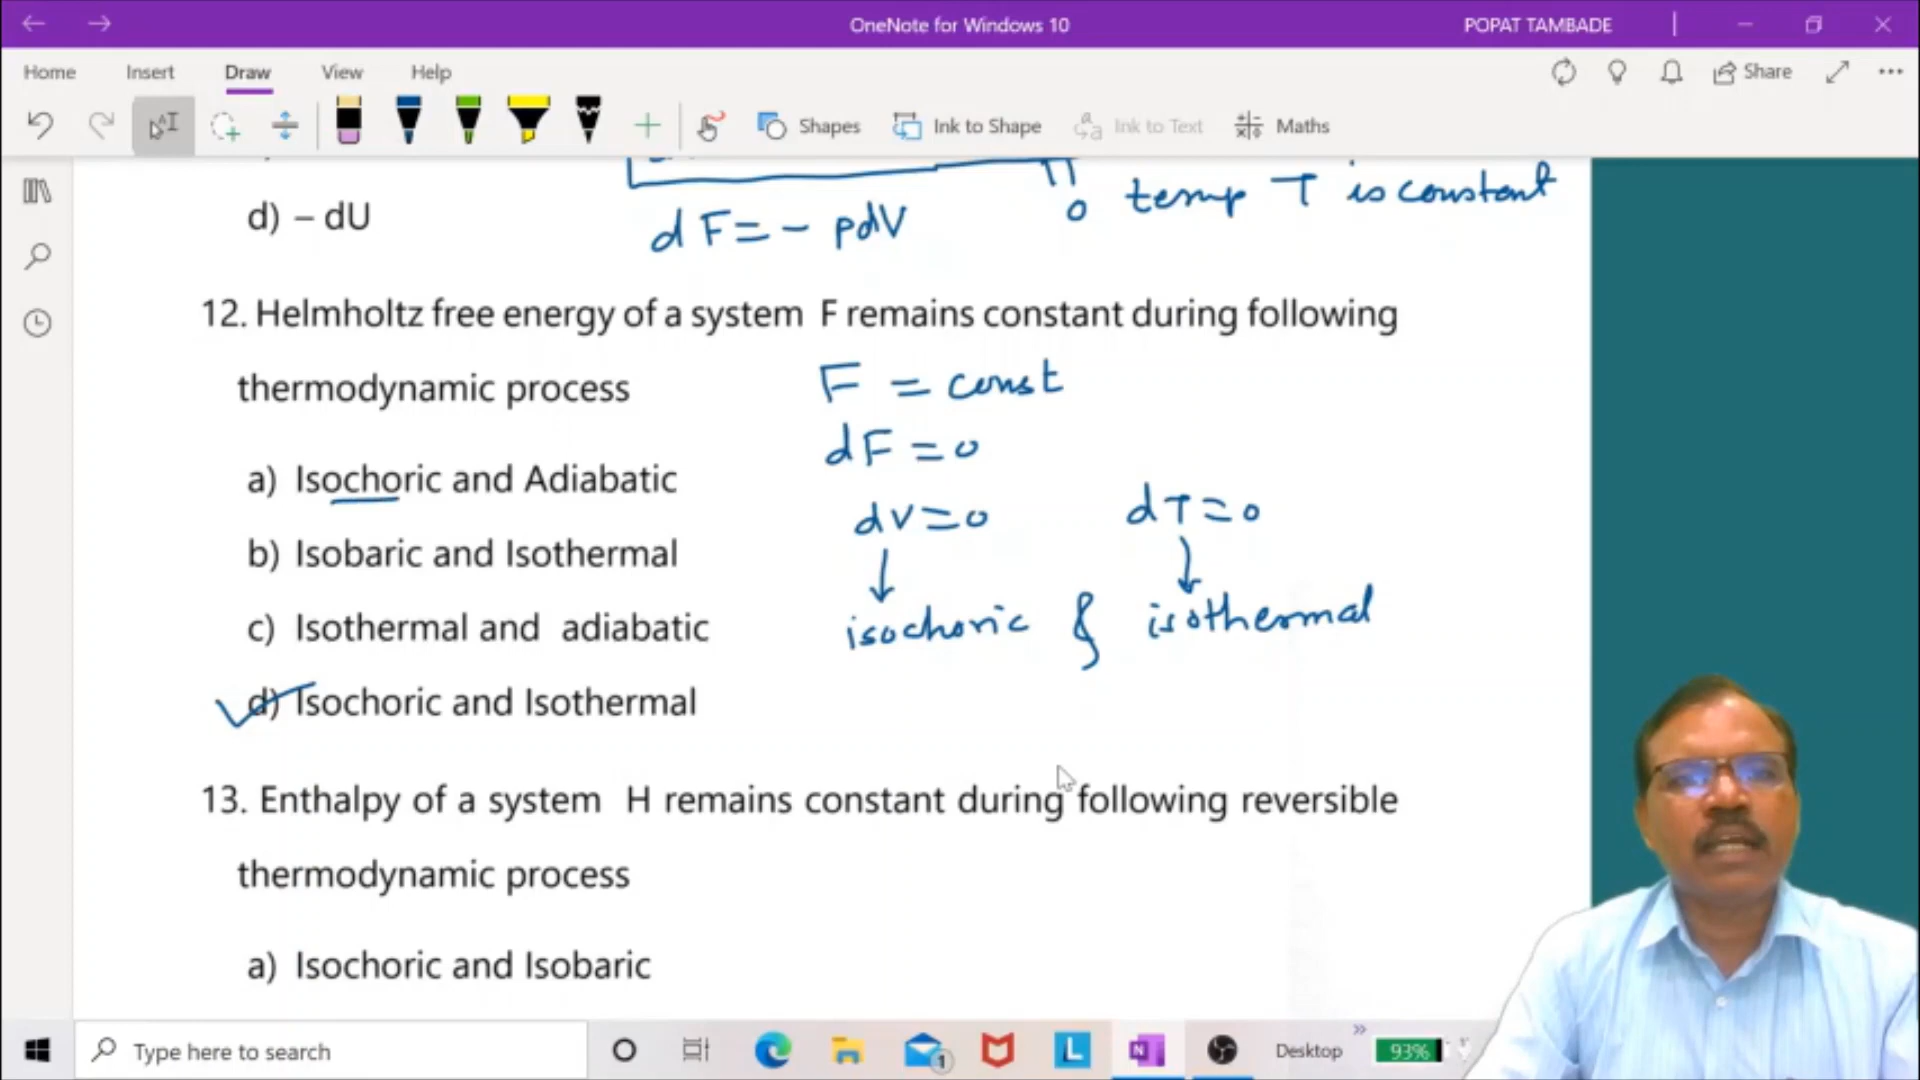 OneNote for Windows 10
POPAT TAMBADE
Home Insert Draw View Help
Share
Shapes
Ink to Shape
Ink to Text
Maths
temp T is constant
0
d) – dU
dF = - pdV
12. Helmholtz free energy of a system F remains constant during following
thermodynamic process
F = const
dF = 0
a) Isochoric and Adiabatic
dV = 0 dT = 0
b) Isobaric and Isothermal
c) Isothermal and adiabatic
isochoric & isothermal
d) Isochoric and Isothermal
13. Enthalpy of a system H remains constant during following reversible
thermodynamic process
a) Isochoric and Isobaric
Type here to search
1
L
N
Desktop
93%